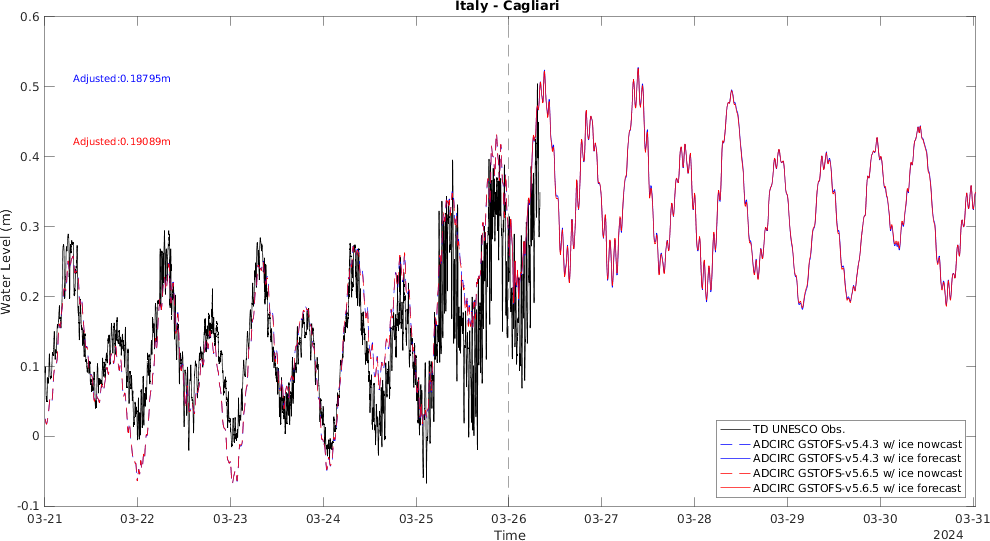 Italy - Cagliari
Adjusted:0.18795m
Adjusted:0.19089m
Water Level (m)
0.6
0.5
0.4
0.3
0.2
0.1
0
-0.1
03-21
03-22
03-23
03-24
03-25
03-26
03-27
03-28
03-29
03-30
03-31
Time
2024
TD UNESCO Obs.
ADCIRC GSTOFS-v5.4.3 w/ ice nowcast
ADCIRC GSTOFS-v5.4.3 w/ ice forecast
ADCIRC GSTOFS-v5.6.5 w/ ice nowcast
ADCIRC GSTOFS-v5.6.5 w/ ice forecast